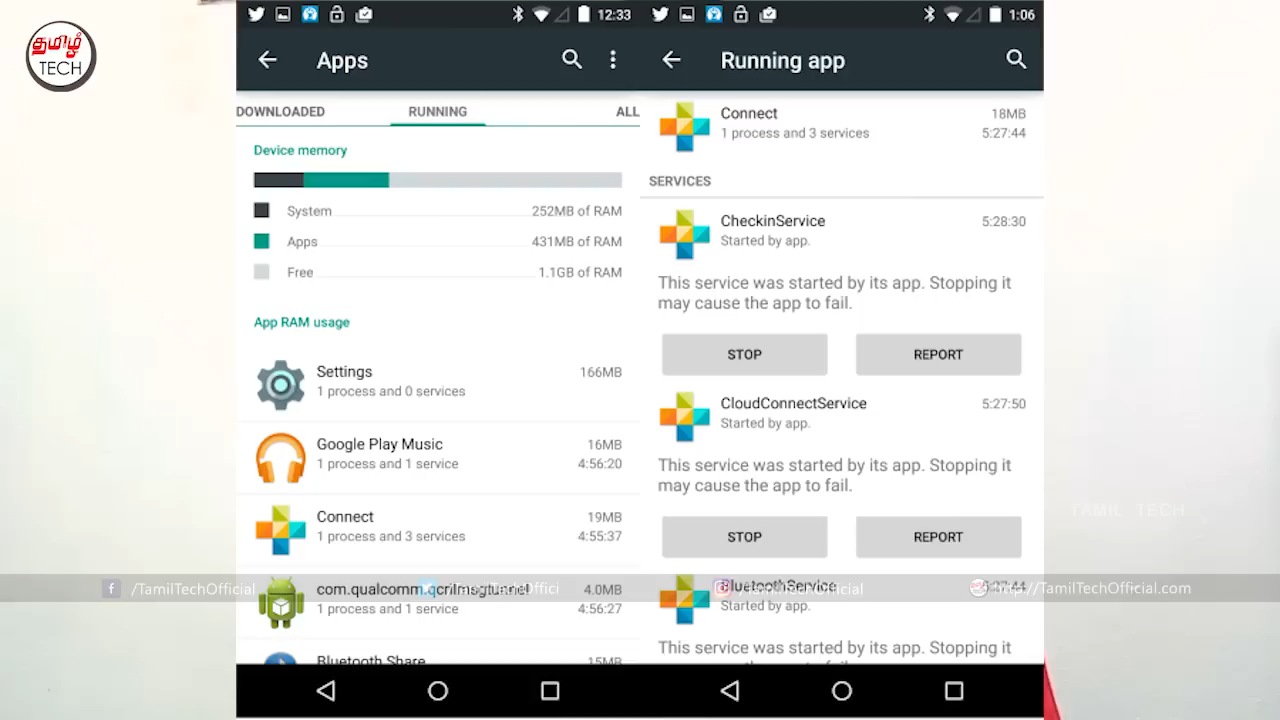 தமிழ்
TECH
12:33
Apps
DOWNLOADED
RUNNING
ALL
Device memory
System
252MB of RAM
Apps
431MB of RAM
Free
1.1GB of RAM
App RAM usage
Settings
166MB
1 process and 0 services
Google Play Music
16MB
1 process and 1 service
4:56:20
Connect
19MB
1 process and 3 services
4:55:37
4.0MB
1 process and 1 service
4:56:27
Bluetooth Share
15MB
1:06
Running app
Connect
18MB
1 process and 3 services
5:27:44
SERVICES
CheckinService
5:28:30
Started by app.
This service was started by its app. Stopping it
may cause the app to fail.
STOP
REPORT
CloudConnectService
5:27:50
Started by app.
This service was started by its app. Stopping it
may cause the app to fail.
STOP
REPORT
BluetoothService
5:27:44
Started by app.
This service was started by its app. Stopping it
TAMIL TECH
/TamilTechOfficial
http://TamilTechOfficial.com